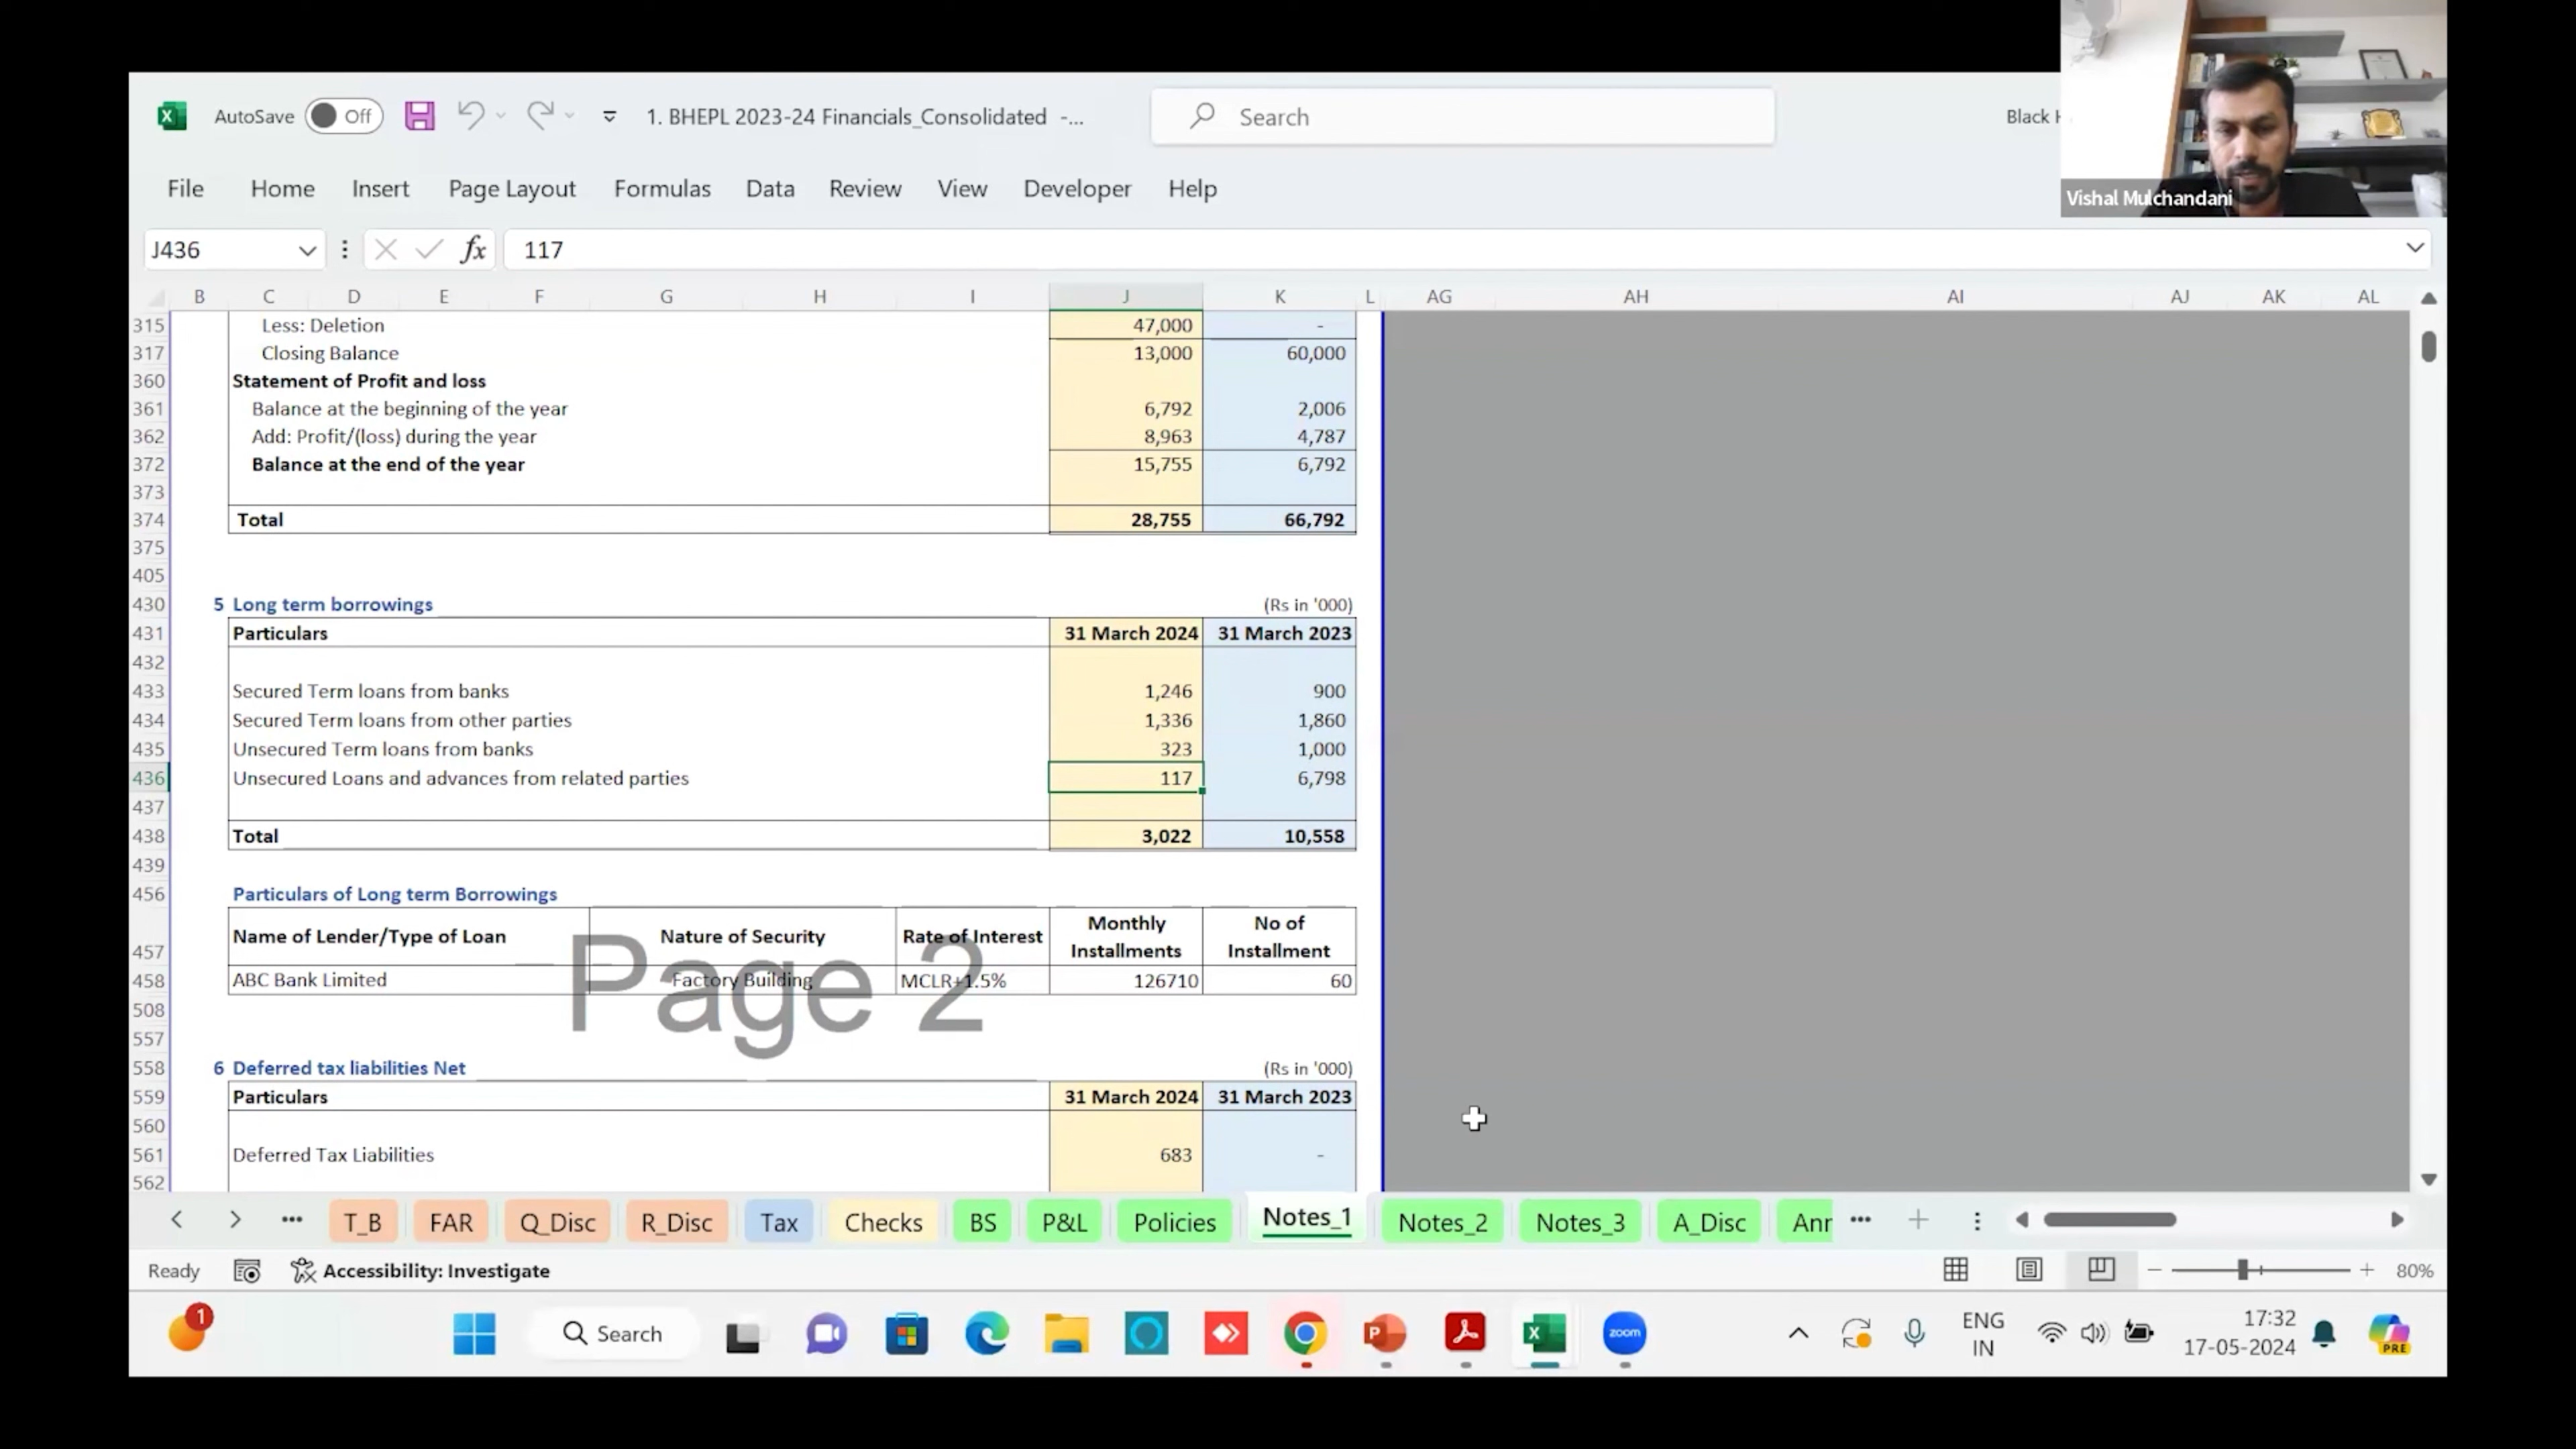 AutoSave Off 1. BHEPL 2023-24 Financials_Consolidated -... Search Black
Vishal Mulchandani
File Home Insert Page Layout Formulas Data Review View Developer Help
J436 fx 117
B C D E F G H I J K L AG AH AI AJ AK AL
315 Less: Deletion 47,000 -
317 Closing Balance 13,000 60,000
360 Statement of Profit and loss
361 Balance at the beginning of the year 6,792 2,006
362 Add: Profit/(loss) during the year 8,963 4,787
372 Balance at the end of the year 15,755 6,792
373
374 Total 28,755 66,792
375
405
430 5 Long term borrowings (Rs in '000)
431 Particulars 31 March 2024 31 March 2023
432
433 Secured Term loans from banks 1,246 900
434 Secured Term loans from other parties 1,336 1,860
435 Unsecured Term loans from banks 323 1,000
436 Unsecured Loans and advances from related parties 117 6,798
437
438 Total 3,022 10,558
439
456 Particulars of Long term Borrowings
457 Name of Lender/Type of Loan Nature of Security Rate of Interest Monthly Installments No of Installment
458 ABC Bank Limited Factory Building MCLR+1.5% 126710 60
Page 2
508
557
558 6 Deferred tax liabilities Net (Rs in '000)
559 Particulars 31 March 2024 31 March 2023
560
561 Deferred Tax Liabilities 683 -
562
T_B FAR Q_Disc R_Disc Tax Checks BS P&L Policies Notes_1 Notes_2 Notes_3 A_Disc Anr
Ready Accessibility: Investigate 80%
1 Search zoom ENG IN 17:32 17-05-2024 PRE